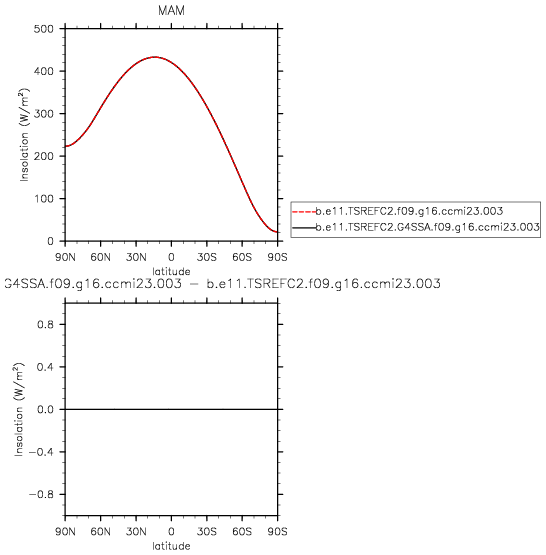 MAM
500
400
300
200
100
0
Insolation (W/m²)
90N 60N 30N 0 30S 60S 90S
latitude
b.e11.TSREFC2.f09.g16.ccmi23.003
b.e11.TSREFC2.G4SSA.f09.g16.ccmi23.003
G4SSA.f09.g16.ccmi23.003 − b.e11.TSREFC2.f09.g16.ccmi23.003
0.8
0.4
0.0
−0.4
−0.8
Insolation (W/m²)
90N 60N 30N 0 30S 60S 90S
latitude